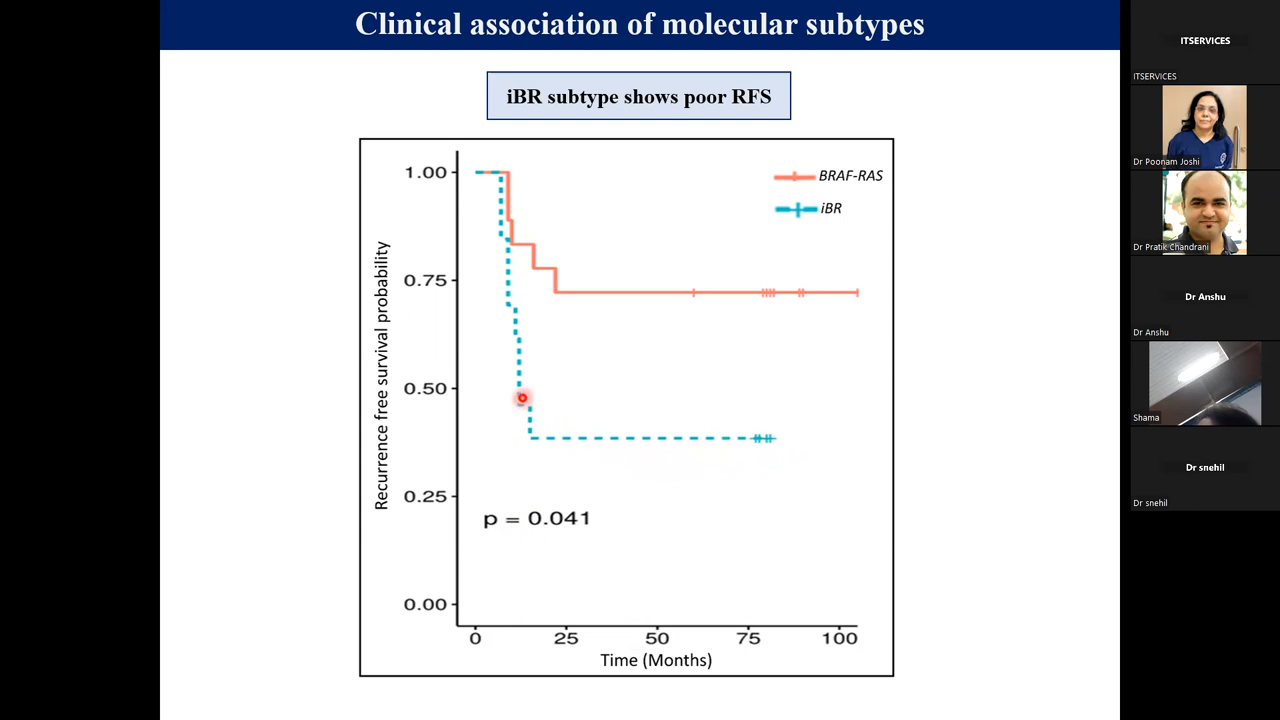 Clinical association of molecular subtypes
iBR subtype shows poor RFS
BRAF-RAS
iBR
Recurrence free survival probability
1.00
0.75
0.50
0.25
0.00
p = 0.041
0 25 50 75 100
Time (Months)
ITSERVICES
ITSERVICES
Dr Poonam Joshi
Dr Pratik Chandrani
Dr Anshu
Dr Anshu
Shama
Dr snehil
Dr snehil